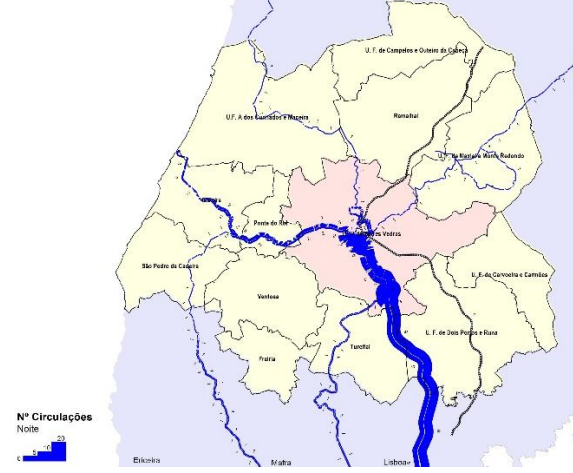 U. F. de Campelos e Outeiro da Cabeça
U.F. A dos Cunhados e Maceira
Ramalhal
U. F. de Maxial e Monte Redondo
Ponte do Rol
Vedras
São Pedro da Cadeira
U. F. de Carvoeira e Carmões
Ventosa
U. F. de Dois Portos e Runa
Turcifal
Freiria
Nº Circulações
Noite
20
10
5
Ericeira
Mafra
Lisboa